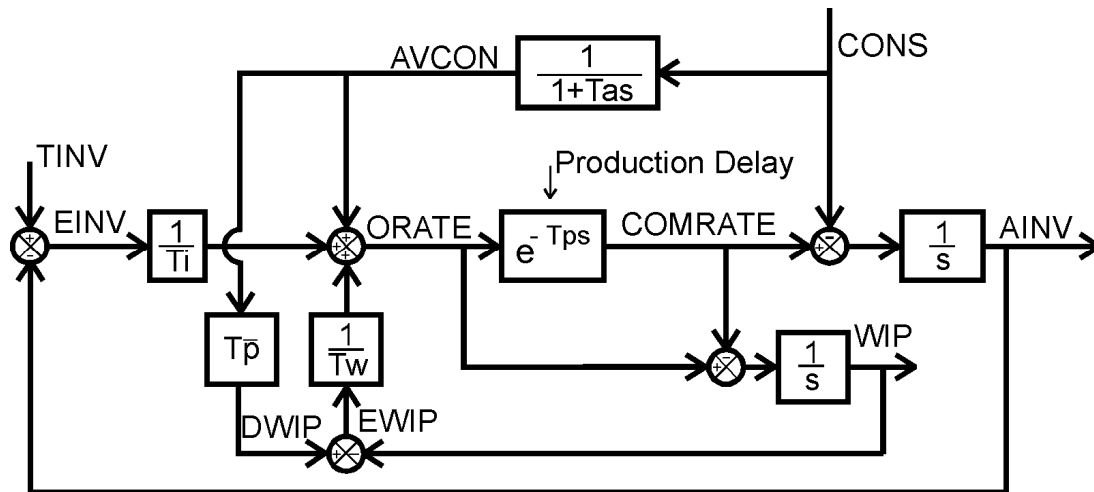 AVCON
1
1+Tas
CONS
TINV
Production Delay
EINV
1
Ti
+
-
+
+
+
ORATE
e- Tps
COMRATE
+
-
1
s
AINV
Tp̅
1
Tw
+
-
1
s
WIP
DWIP
EWIP
+
-